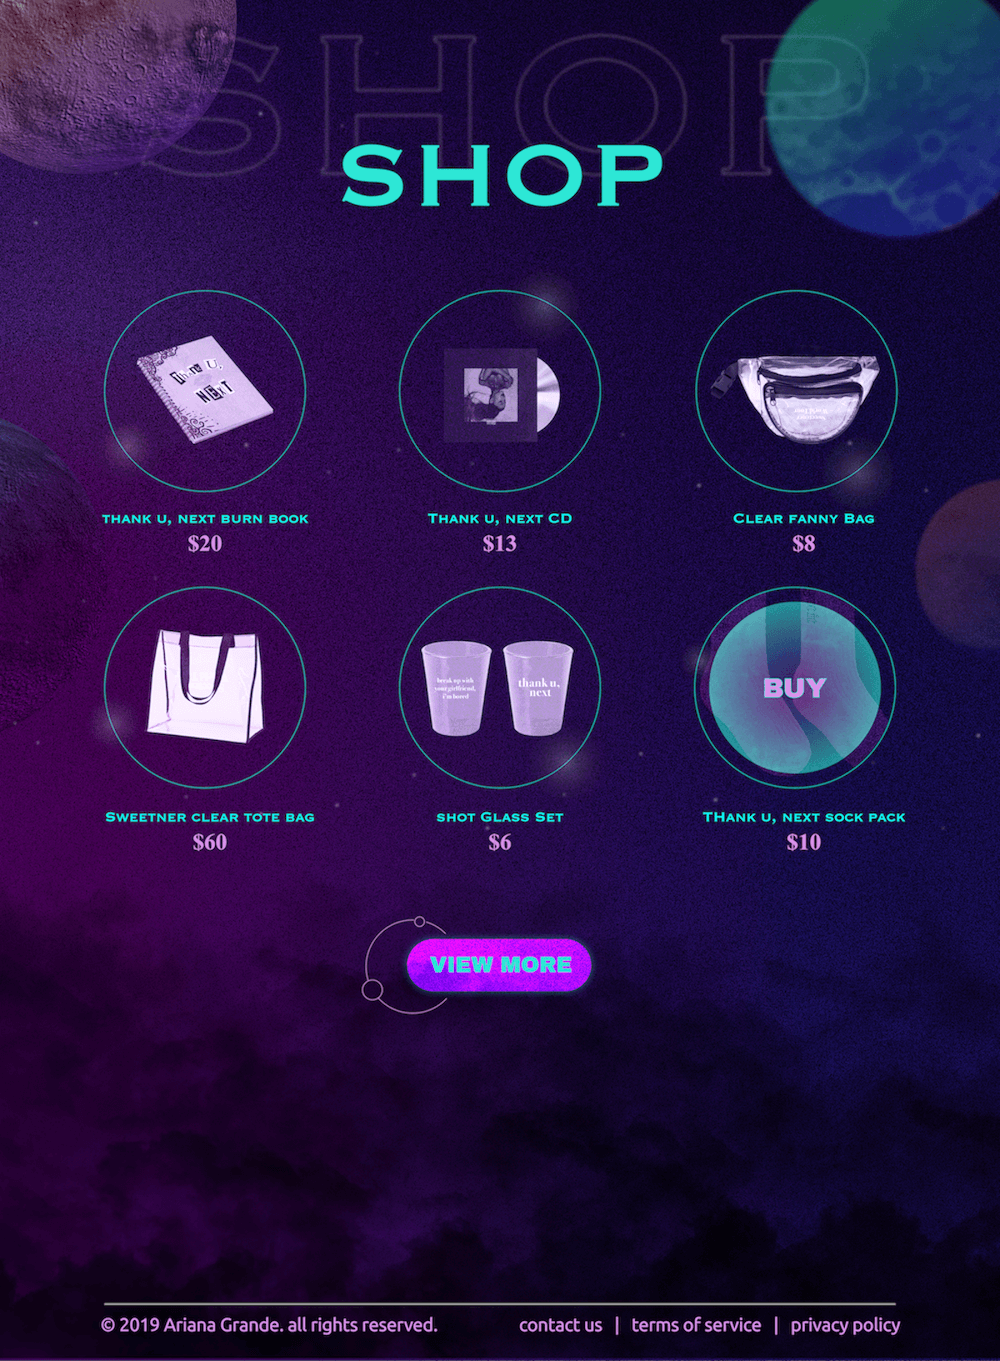 SHOP
SHOP
Thank U,
NEXT
THANK U, NEXT BURN BOOK
$20
THANK U, NEXT CD
$13
CLEAR FANNY BAG
$8
break up with
your girlfriend,
i'm bored
thank u,
next
BUY
SWEETNER CLEAR TOTE BAG
$60
SHOT GLASS SET
$6
THANK U, NEXT SOCK PACK
$10
VIEW MORE
© 2019 Ariana Grande. all rights reserved.
contact us | terms of service | privacy policy